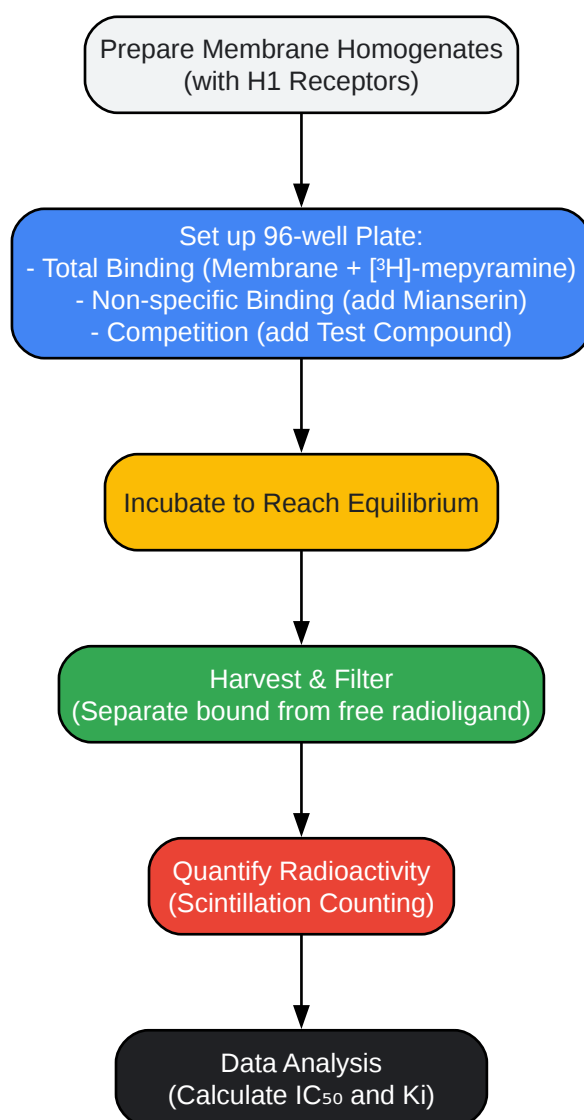 Prepare Membrane Homogenates
(with H1 Receptors)
Set up 96-well Plate:
- Total Binding (Membrane + [³H]-mepyramine)
- Non-specific Binding (add Mianserin)
- Competition (add Test Compound)
Incubate to Reach Equilibrium
Harvest & Filter
(Separate bound from free radioligand)
Quantify Radioactivity
(Scintillation Counting)
Data Analysis
(Calculate IC₅₀ and Ki)